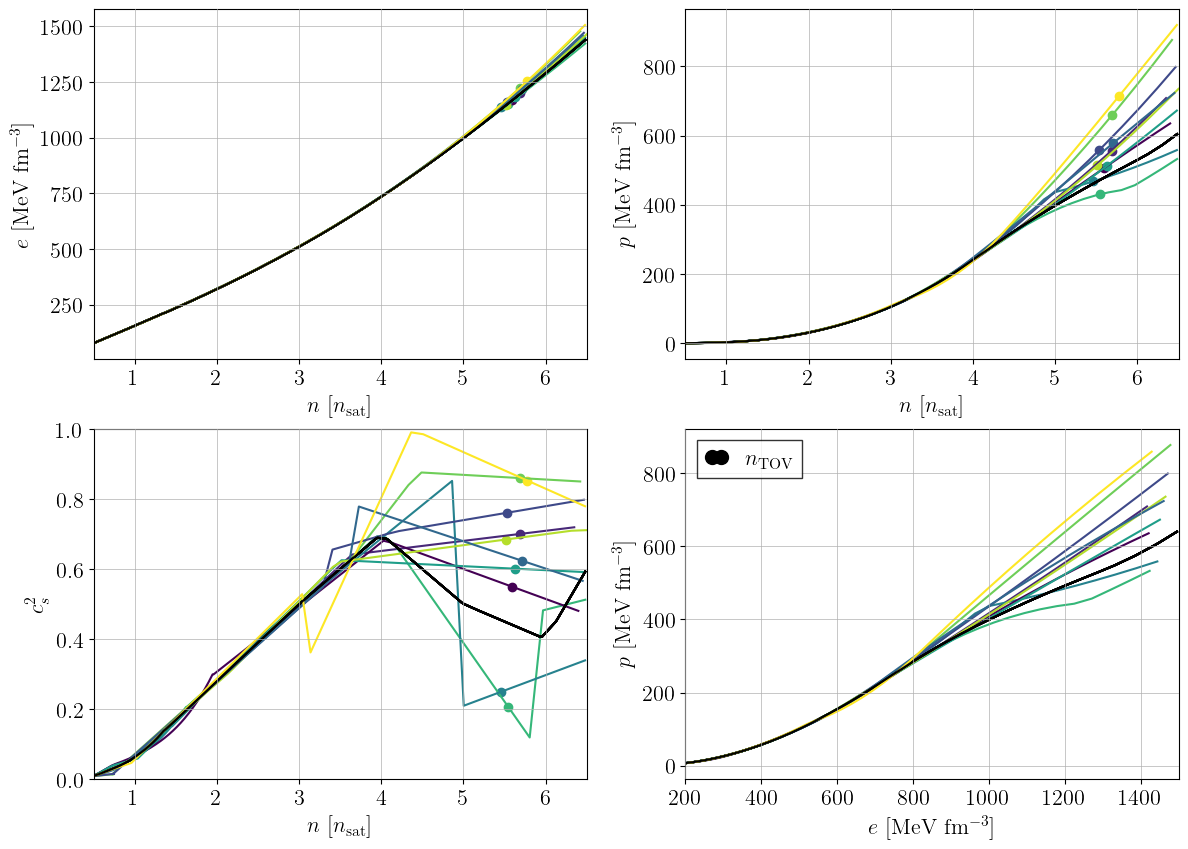 1500
1250
1000
750
500
250
e [MeV fm⁻³]
1 2 3 4 5 6
n [n_sat]
800
600
400
200
0
p [MeV fm⁻³]
1 2 3 4 5 6
n [n_sat]
1.0
0.8
0.6
0.4
0.2
0.0
c_s^2
1 2 3 4 5 6
n [n_sat]
n_TOV
800
600
400
200
0
p [MeV fm⁻³]
200 400 600 800 1000 1200 1400
e [MeV fm⁻³]